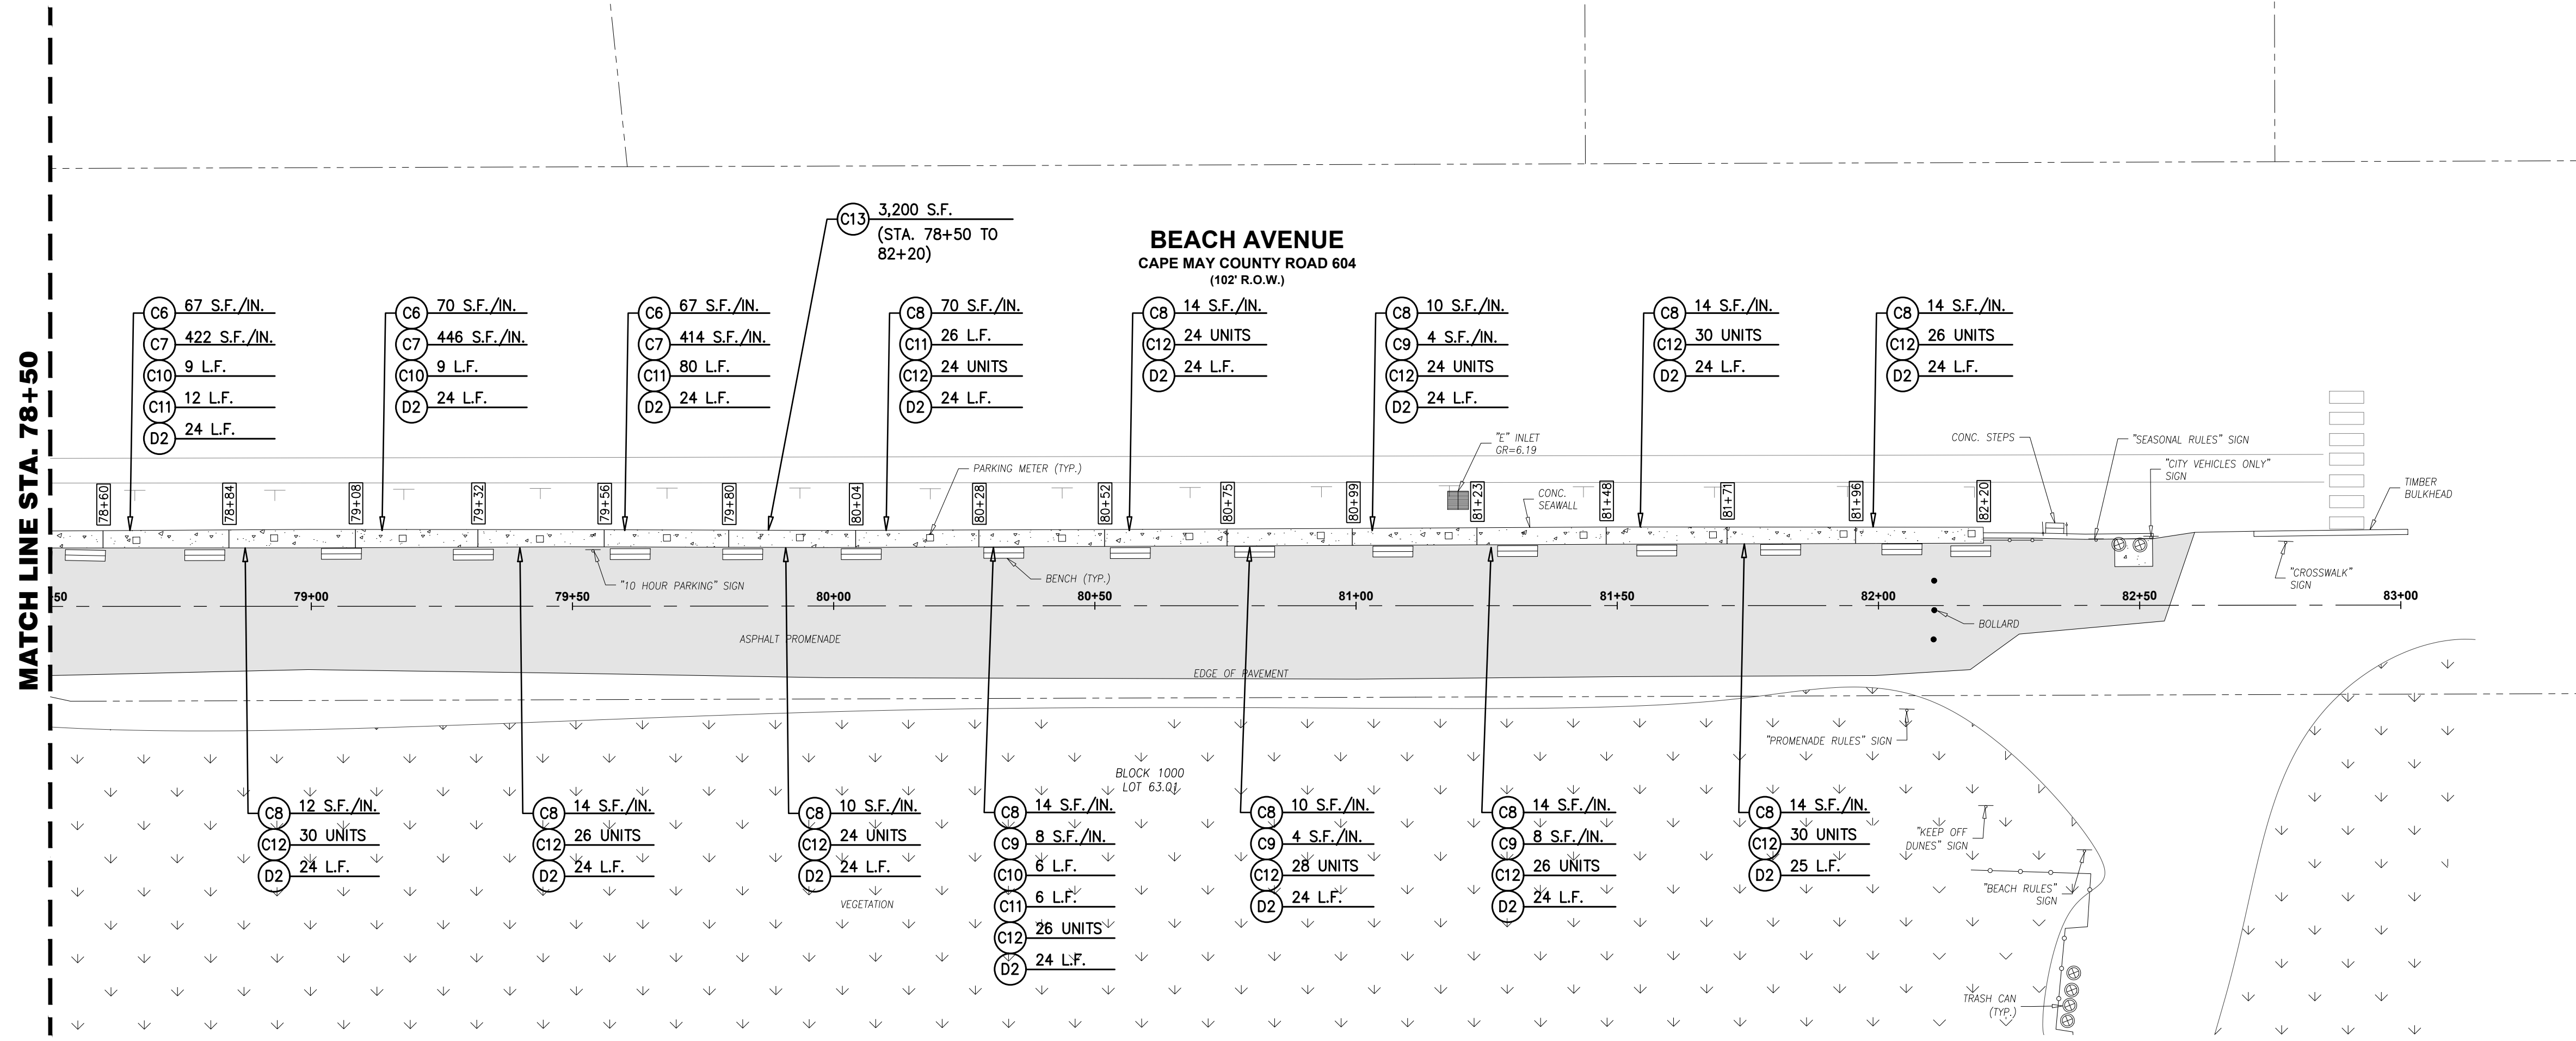 MATCH LINE STA. 78+50
C13 3,200 S.F.
(STA. 78+50 TO
82+20)
BEACH AVENUE
CAPE MAY COUNTY ROAD 604
(102' R.O.W.)
C6 67 S.F./IN.
C7 422 S.F./IN.
C10 9 L.F.
C11 12 L.F.
D2 24 L.F.
C6 70 S.F./IN.
C7 446 S.F./IN.
C10 9 L.F.
D2 24 L.F.
C6 67 S.F./IN.
C7 414 S.F./IN.
C11 80 L.F.
D2 24 L.F.
C8 70 S.F./IN.
C11 26 L.F.
C12 24 UNITS
D2 24 L.F.
C8 14 S.F./IN.
C12 24 UNITS
D2 24 L.F.
C8 10 S.F./IN.
C9 4 S.F./IN.
C12 24 UNITS
D2 24 L.F.
C8 14 S.F./IN.
C12 30 UNITS
D2 24 L.F.
C8 14 S.F./IN.
C12 26 UNITS
D2 24 L.F.
"E" INLET
GR=6.19
CONC. STEPS
"SEASONAL RULES" SIGN
"CITY VEHICLES ONLY"
SIGN
TIMBER
BULKHEAD
PARKING METER (TYP.)
CONC.
SEAWALL
78+60
78+84
79+08
79+32
79+56
79+80
80+04
80+28
80+52
80+75
80+99
81+23
81+48
81+71
81+96
82+20
"10 HOUR PARKING" SIGN
BENCH (TYP.)
"CROSSWALK"
SIGN
+50
79+00
79+50
80+00
80+50
81+00
81+50
82+00
82+50
83+00
BOLLARD
ASPHALT PROMENADE
EDGE OF PAVEMENT
"PROMENADE RULES" SIGN
BLOCK 1000
LOT 63.01
C8 12 S.F./IN.
C12 30 UNITS
D2 24 L.F.
C8 14 S.F./IN.
C12 26 UNITS
D2 24 L.F.
C8 10 S.F./IN.
C12 24 UNITS
D2 24 L.F.
VEGETATION
C8 14 S.F./IN.
C9 8 S.F./IN.
C10 6 L.F.
C11 6 L.F.
C12 26 UNITS
D2 24 L.F.
C8 10 S.F./IN.
C9 4 S.F./IN.
C12 28 UNITS
D2 24 L.F.
C8 14 S.F./IN.
C9 8 S.F./IN.
C12 26 UNITS
D2 24 L.F.
C8 14 S.F./IN.
C12 30 UNITS
D2 25 L.F.
"KEEP OFF
DUNES" SIGN
"BEACH RULES"
SIGN
TRASH CAN
(TYP.)